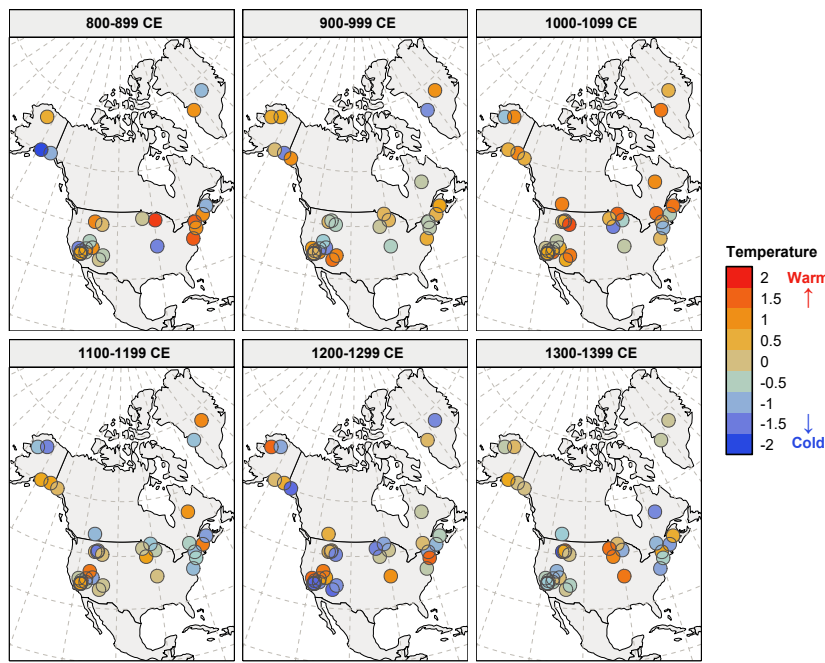 800-899 CE
900-999 CE
1000-1099 CE
1100-1199 CE
1200-1299 CE
1300-1399 CE
Temperature
2 Warm
1.5 ↑
1
0.5
0
-0.5
-1
-1.5 ↓
-2 Cold